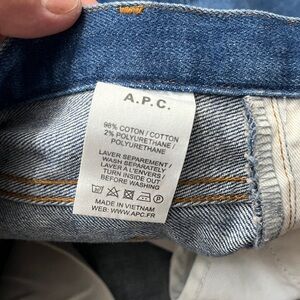 A.P.C.
98% COTON / COTTON
2% POLYURETHANE /
POLYURETHANE
LAVER SEPAREMENT /
WASH SEPARATELY
A L'ENVERS /
TURN INSIDE OUT
BEFORE WASHING
P
MADE IN VIETNAM
WEB: WWW.APC.FR